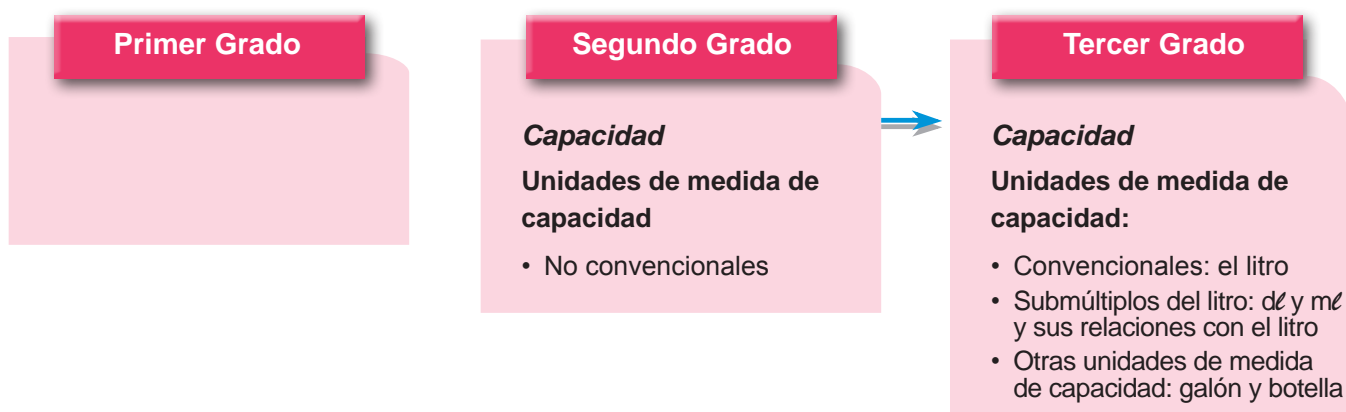 Primer Grado
Segundo Grado
Capacidad
Unidades de medida de
capacidad
• No convencionales
Tercer Grado
Capacidad
Unidades de medida de
capacidad:
• Convencionales: el litro
• Submúltiplos del litro: dℓ y mℓ
y sus relaciones con el litro
• Otras unidades de medida
de capacidad: galón y botella